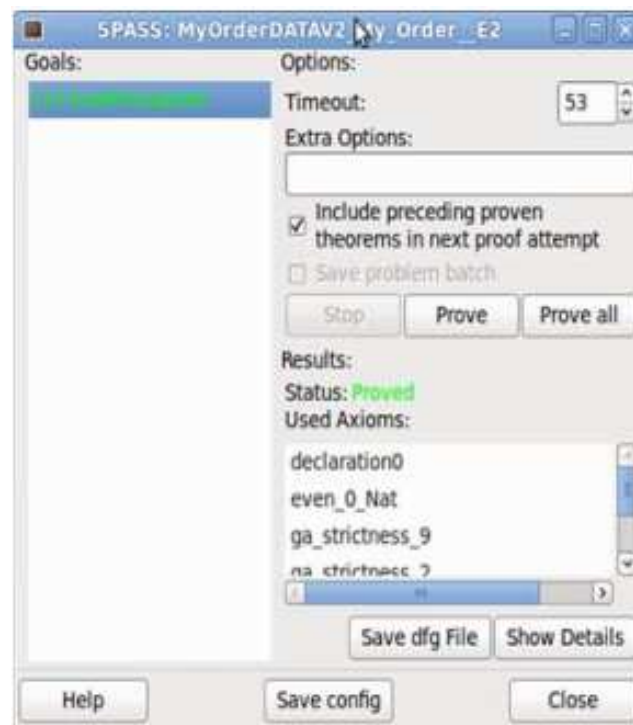 SPASS: MyOrderDATAV2_My_Order__E2
Goals:
Options:
Timeout:
53
Extra Options:
Include preceding proven
theorems in next proof attempt
Save problem batch
Stop
Prove
Prove all
Results:
Status: Proved
Used Axioms:
declaration0
even_0_Nat
ga_strictness_9
ga_strictness_2
Save dfg File
Show Details
Help
Save config
Close